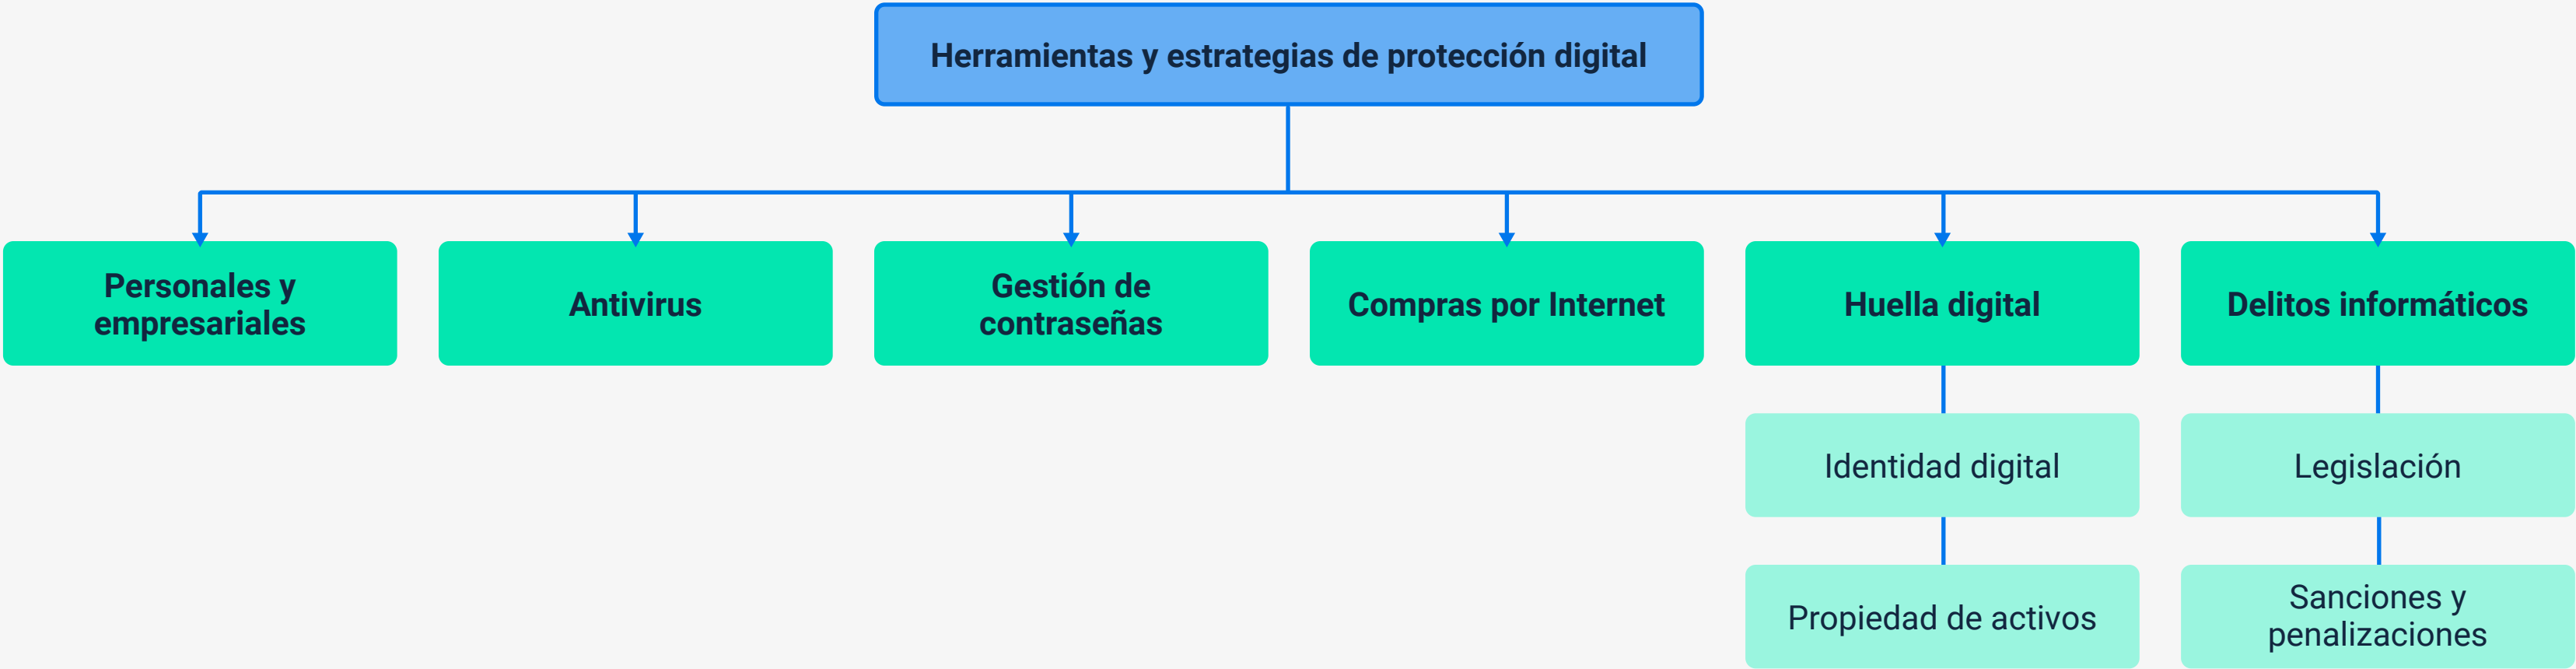 Herramientas y estrategias de protección digital
Personales y
empresariales
Antivirus
Gestión de
contraseñas
Compras por Internet
Huella digital
Delitos informáticos
Identidad digital
Legislación
Propiedad de activos
Sanciones y
penalizaciones